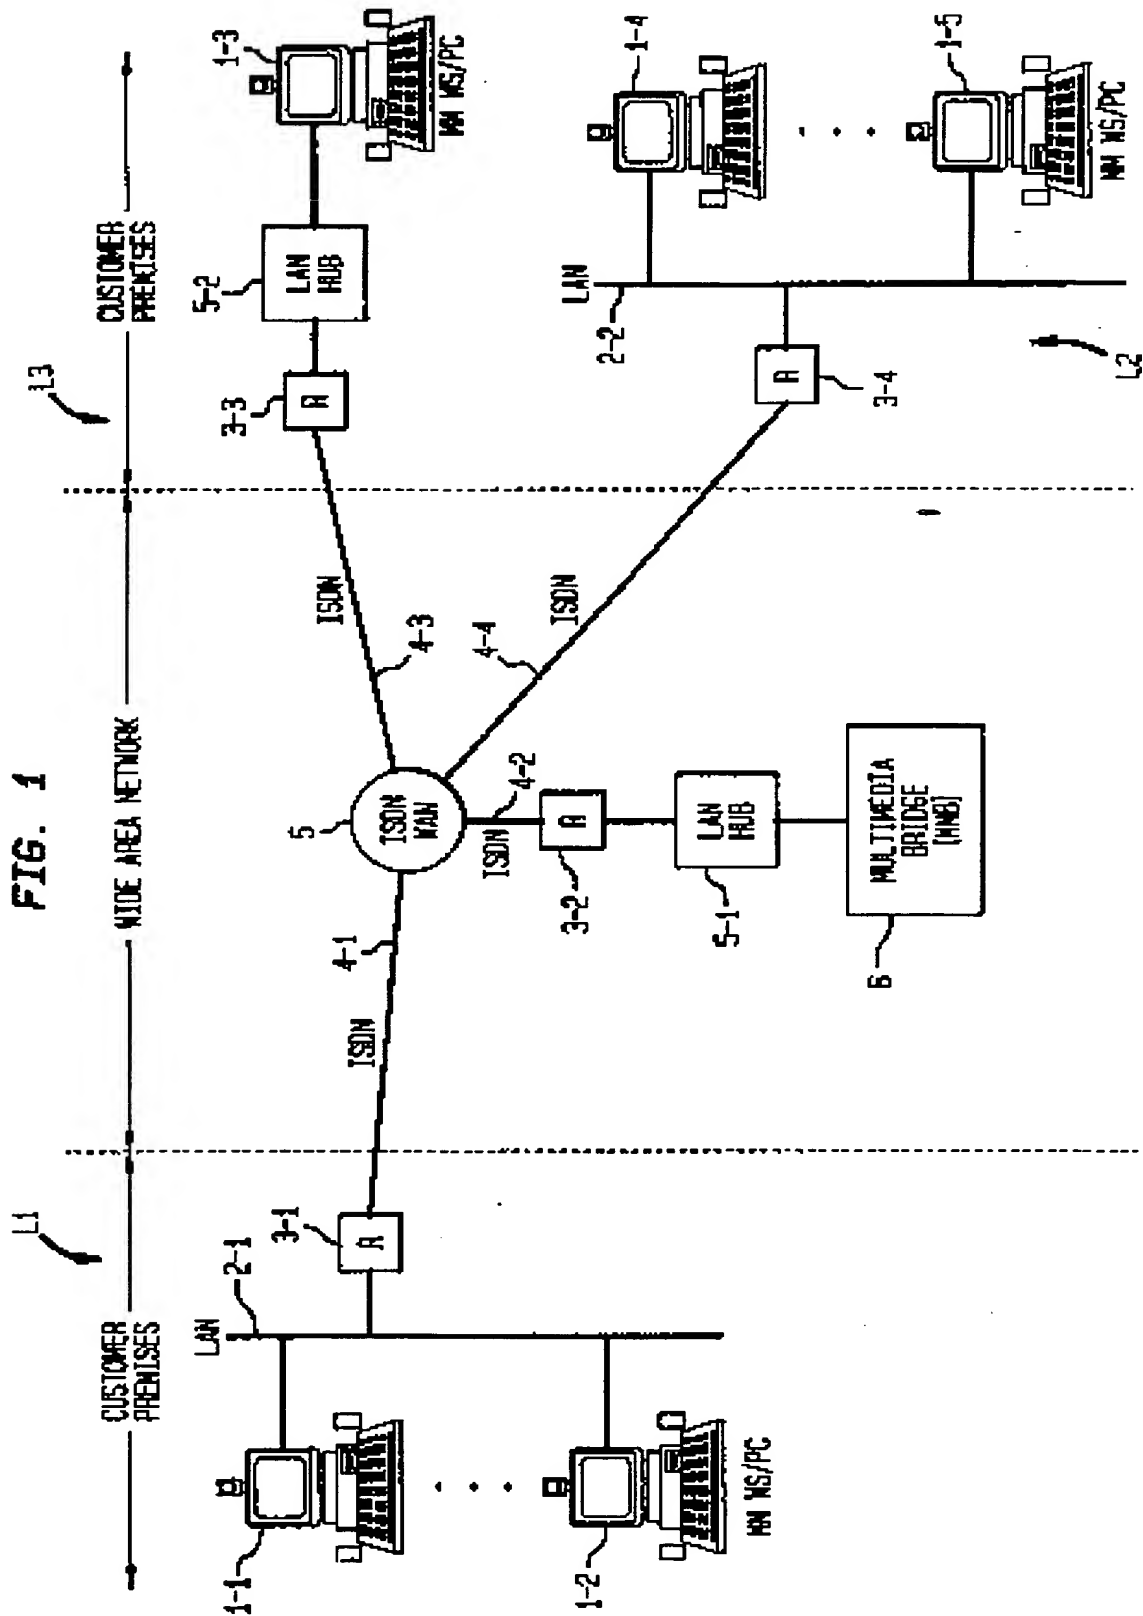 FIG. 1
L1
L3
CUSTOMER
PREMISES
WIDE AREA NETWORK
CUSTOMER
PREMISES
1-1
1-2
MM WS/PC
LAN
2-1
3-1
R
ISDN
4-1
5
ISDN
WAN
ISDN
4-2
3-2
R
5-1
LAN
HUB
6
MULTIMEDIA
BRIDGE
(MMB)
ISDN
4-3
4-4
ISDN
3-3
R
5-2
LAN
HUB
1-3
MM WS/PC
R
3-4
LAN
2-2
L2
1-4
1-5
MM WS/PC